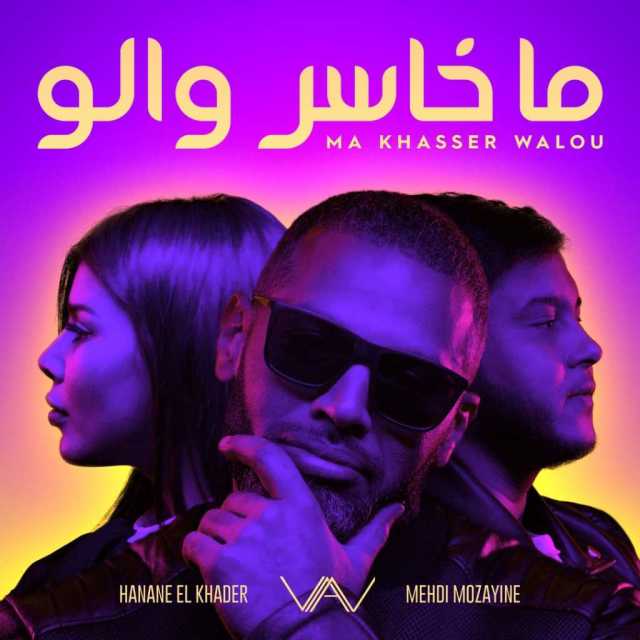 ما خاسر والو
MA KHASSER WALOU
HANANE EL KHADER
MEHDI MOZAYINE